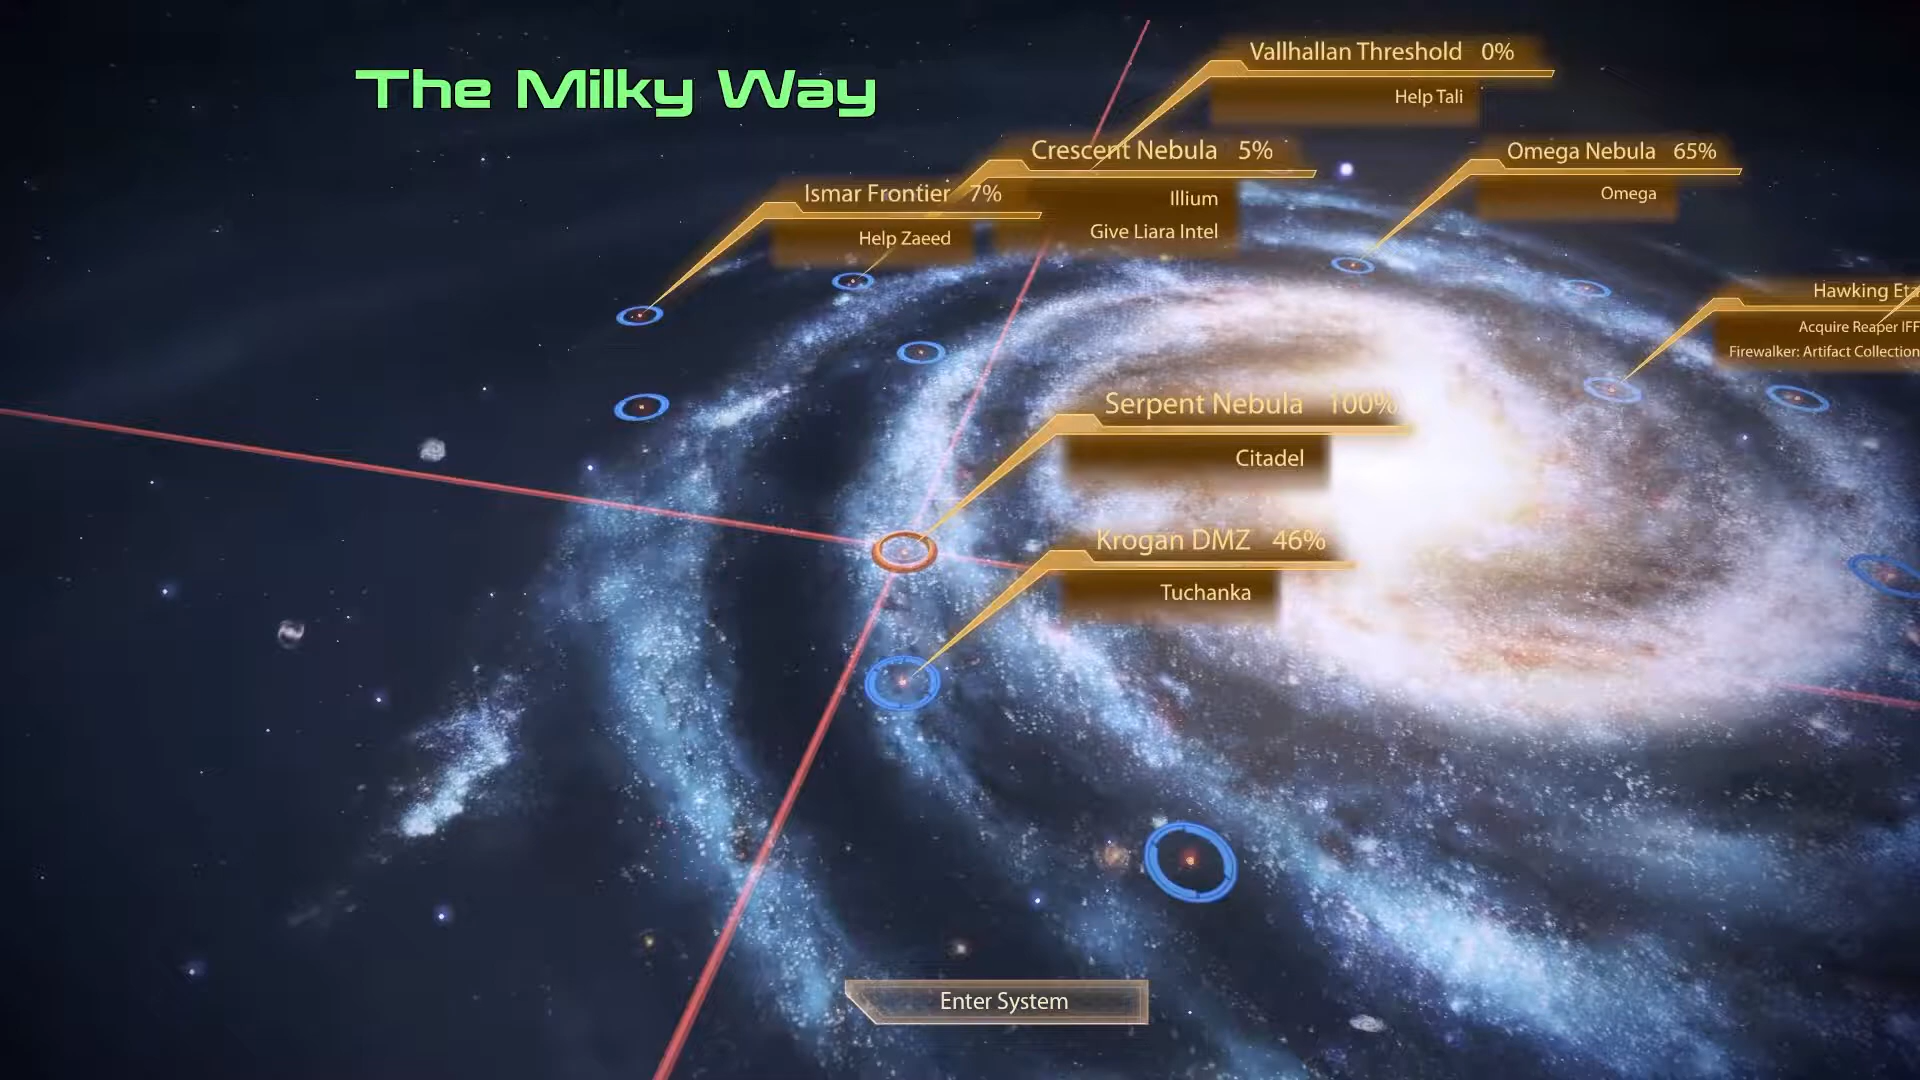 The Milky Way
Vallhallan Threshold 0%
Help Tali
Crescent Nebula 5%
Illium
Give Liara Intel
Omega Nebula 65%
Omega
Ismar Frontier 7%
Help Zaeed
Hawking Eta
Acquire Reaper IFF
Firewalker: Artifact Collection
Serpent Nebula 100%
Citadel
Krogan DMZ 46%
Tuchanka
Enter System